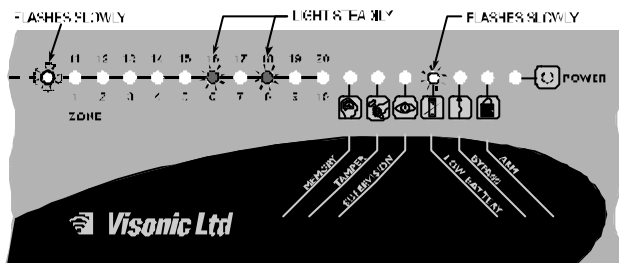 FLASHES SLOWLY LIGHT STEADILY FLASHES SLOWLY
11 12 13 14 15 16 17 18 19 20
POWER
1 2 3 4 5 6 7 8 9 10
ZONE
MEMORY TAMPER SUPERVISION LOW BATTERY BYPASS ARM
Visonic Ltd